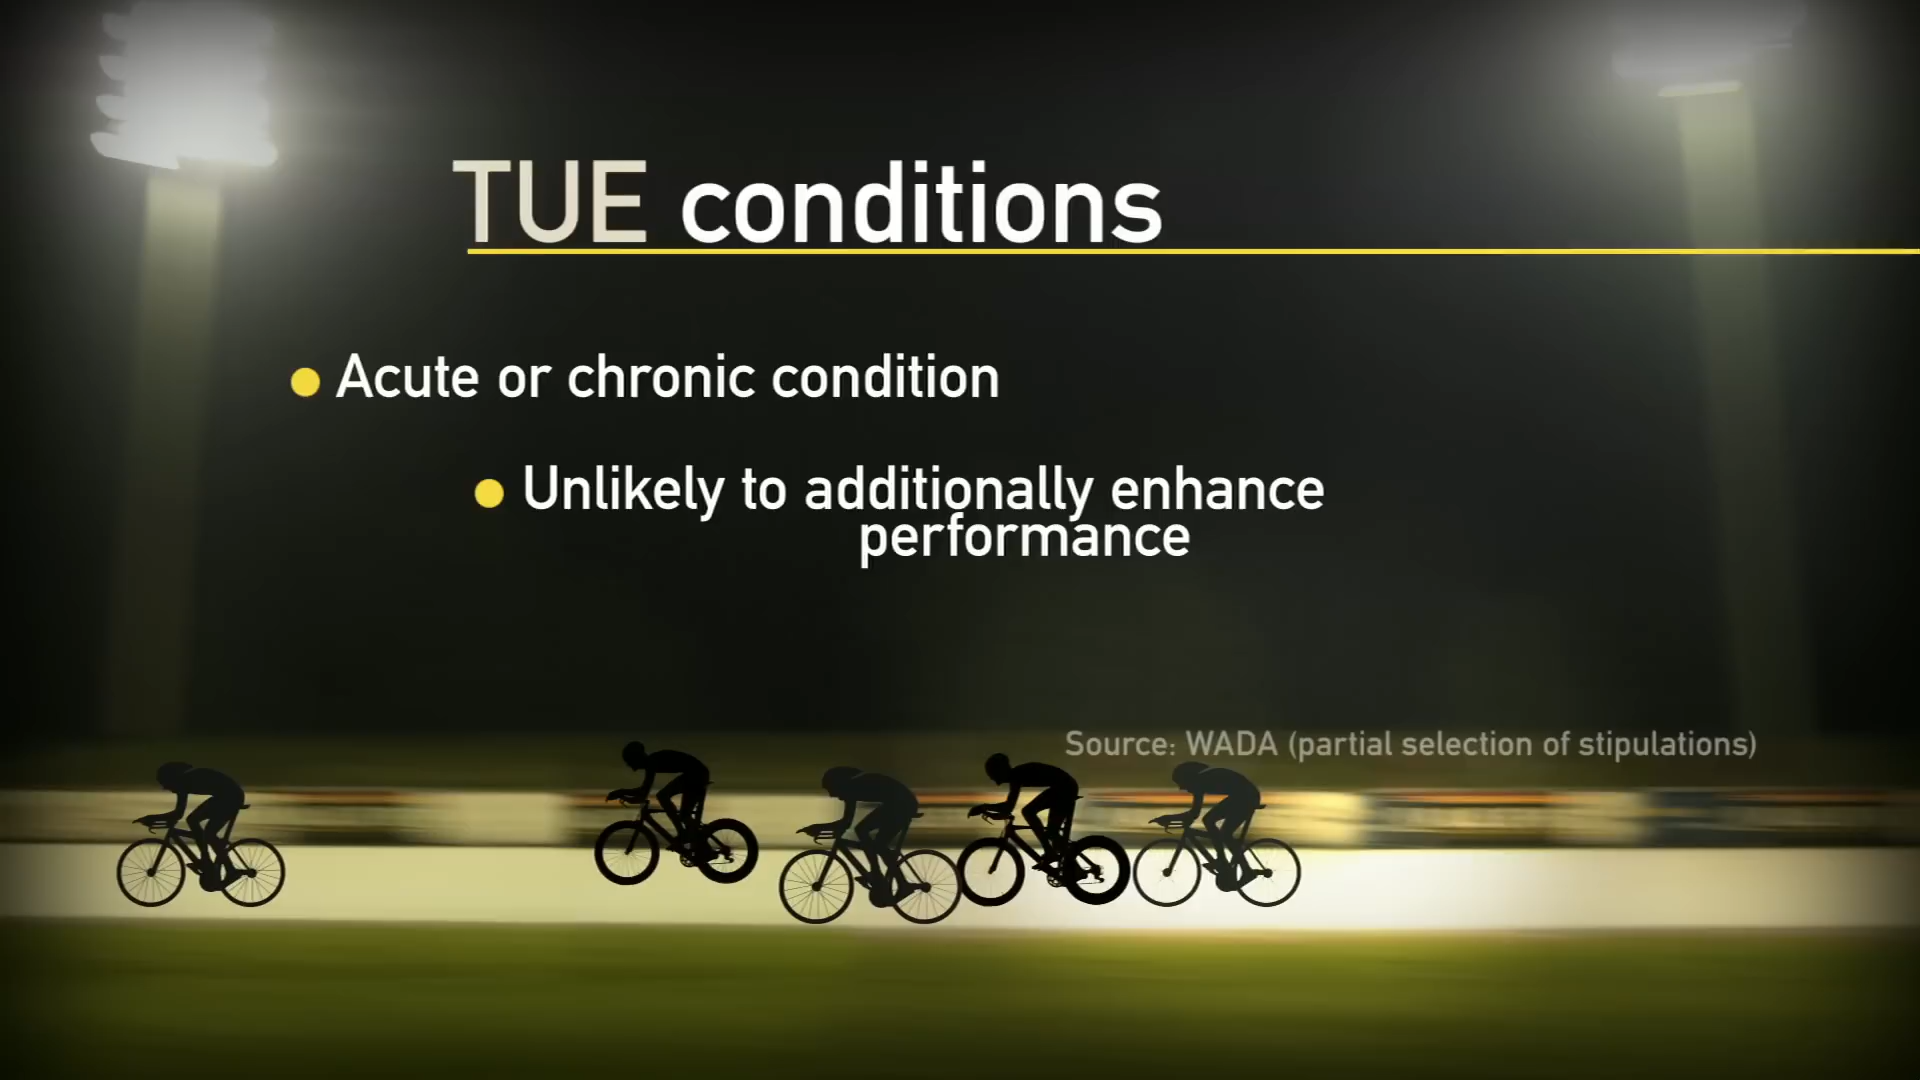 TUE conditions
Acute or chronic condition
Unlikely to additionally enhance
performance
Source: WADA (partial selection of stipulations)